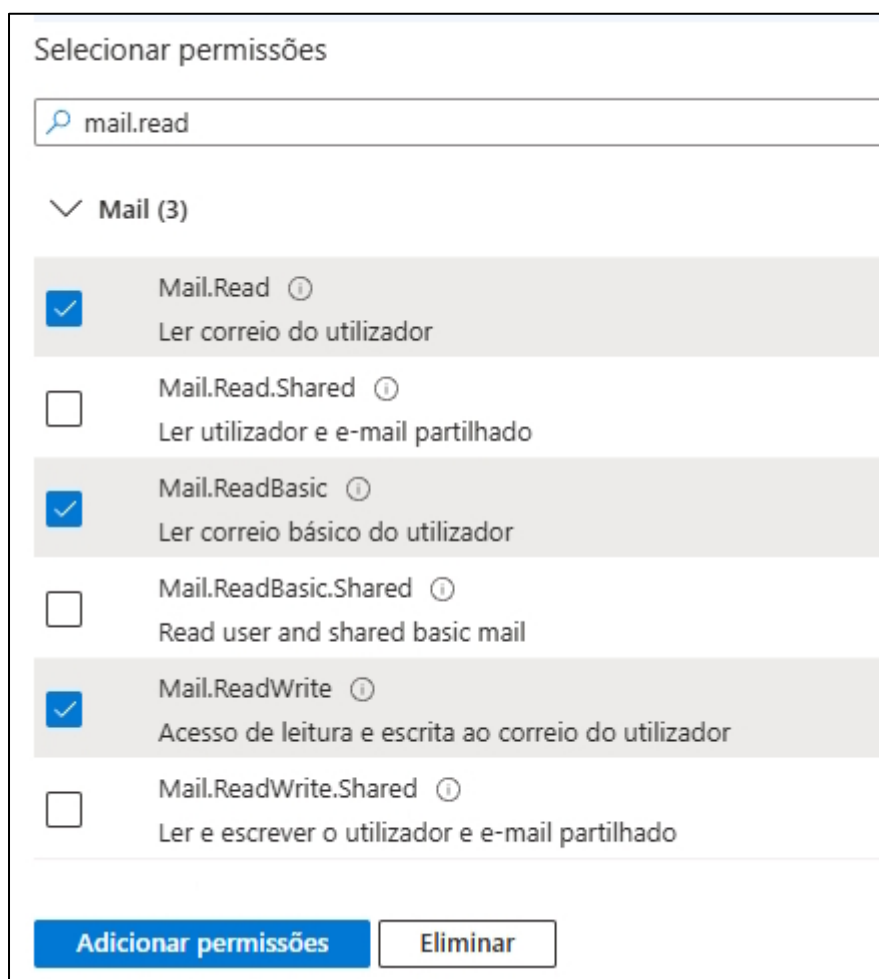 Selecionar permissões
mail.read
Mail (3)
Mail.Read
Ler correio do utilizador
Mail.Read.Shared
Ler utilizador e e-mail partilhado
Mail.ReadBasic
Ler correio básico do utilizador
Mail.ReadBasic.Shared
Read user and shared basic mail
Mail.ReadWrite
Acesso de leitura e escrita ao correio do utilizador
Mail.ReadWrite.Shared
Ler e escrever o utilizador e e-mail partilhado
Adicionar permissões Eliminar